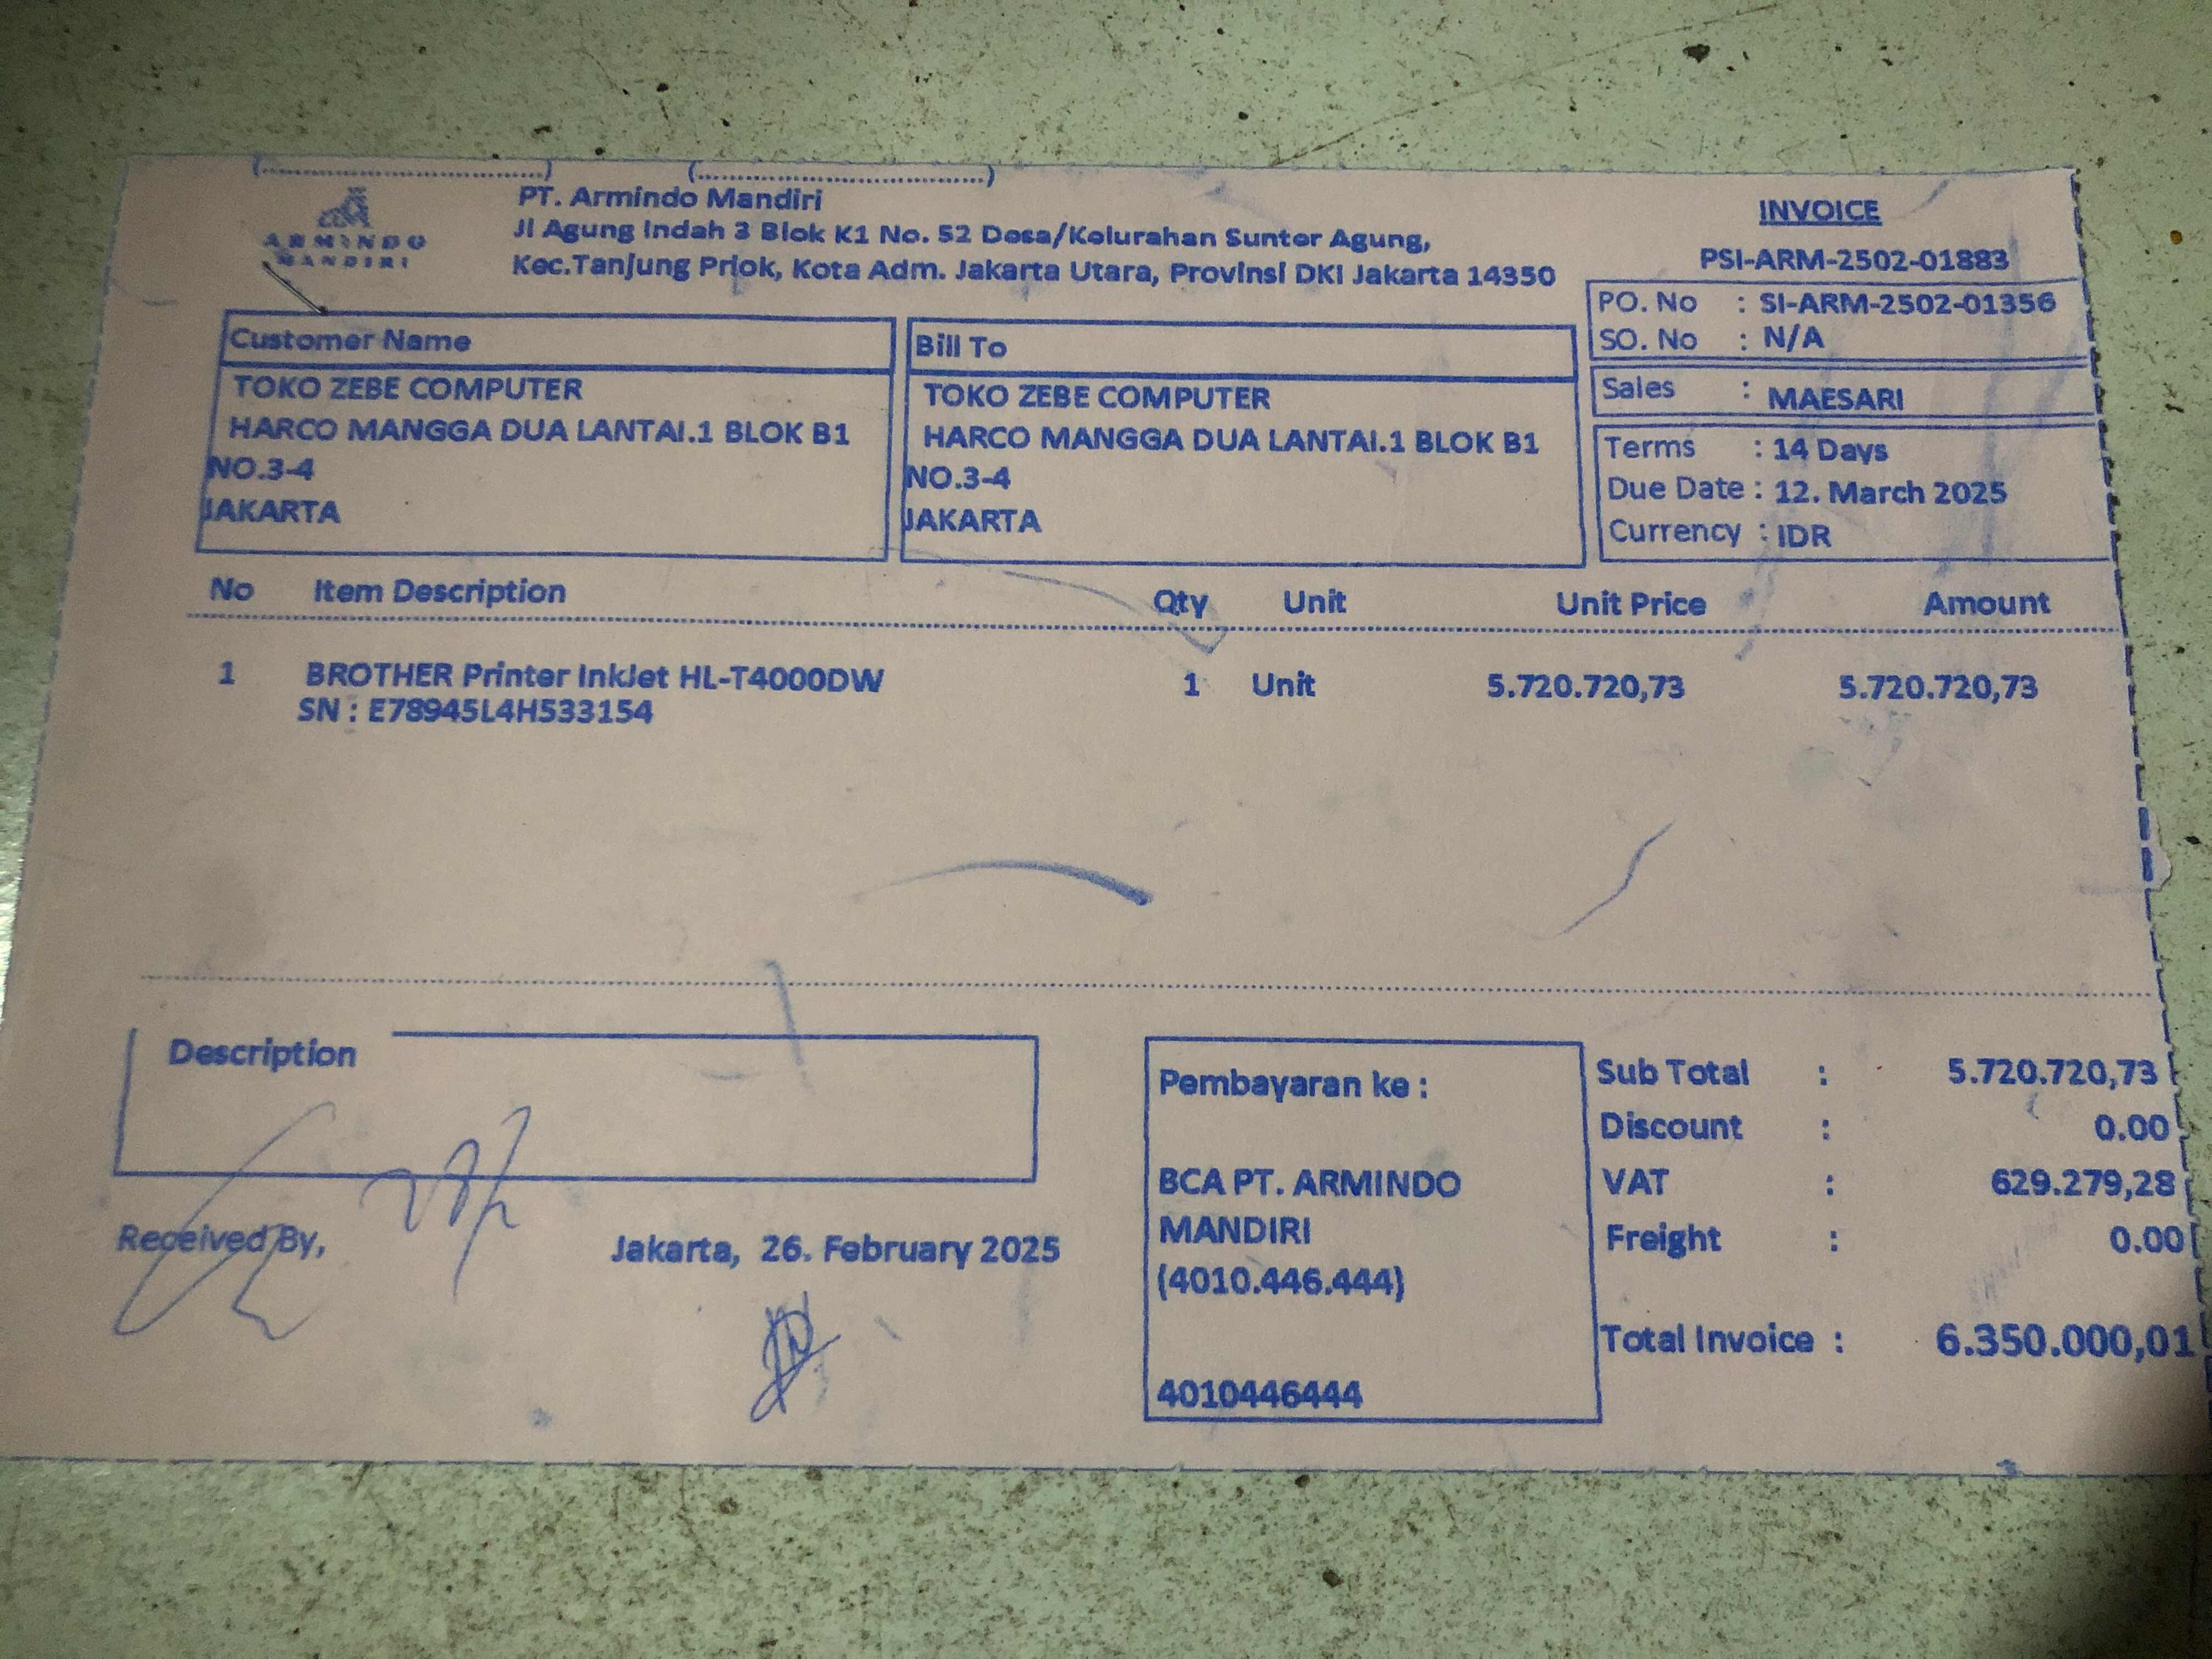 (..............................) (..............................)
ARMINDO
MANDIRI
PT. Armindo Mandiri
Jl Agung Indah 3 Blok K1 No. 52 Desa/Kelurahan Sunter Agung,
Kec.Tanjung Priok, Kota Adm. Jakarta Utara, Provinsi DKI Jakarta 14350
INVOICE
PSI-ARM-2502-01883
PO. No : SI-ARM-2502-01356
SO. No : N/A
Sales : MAESARI
Terms : 14 Days
Due Date : 12. March 2025
Currency : IDR
Customer Name
TOKO ZEBE COMPUTER
HARCO MANGGA DUA LANTAI.1 BLOK B1
NO.3-4
JAKARTA
Bill To
TOKO ZEBE COMPUTER
HARCO MANGGA DUA LANTAI.1 BLOK B1
NO.3-4
JAKARTA
No Item Description Qty Unit Unit Price Amount
1 BROTHER Printer InkJet HL-T4000DW 1 Unit 5.720.720,73 5.720.720,73
SN : E78945L4H533154
Description
Received By,
Jakarta, 26. February 2025
Pembayaran ke :
BCA PT. ARMINDO
MANDIRI
(4010.446.444)
4010446444
Sub Total : 5.720.720,73
Discount : 0.00
VAT : 629.279,28
Freight : 0.00
Total Invoice : 6.350.000,01